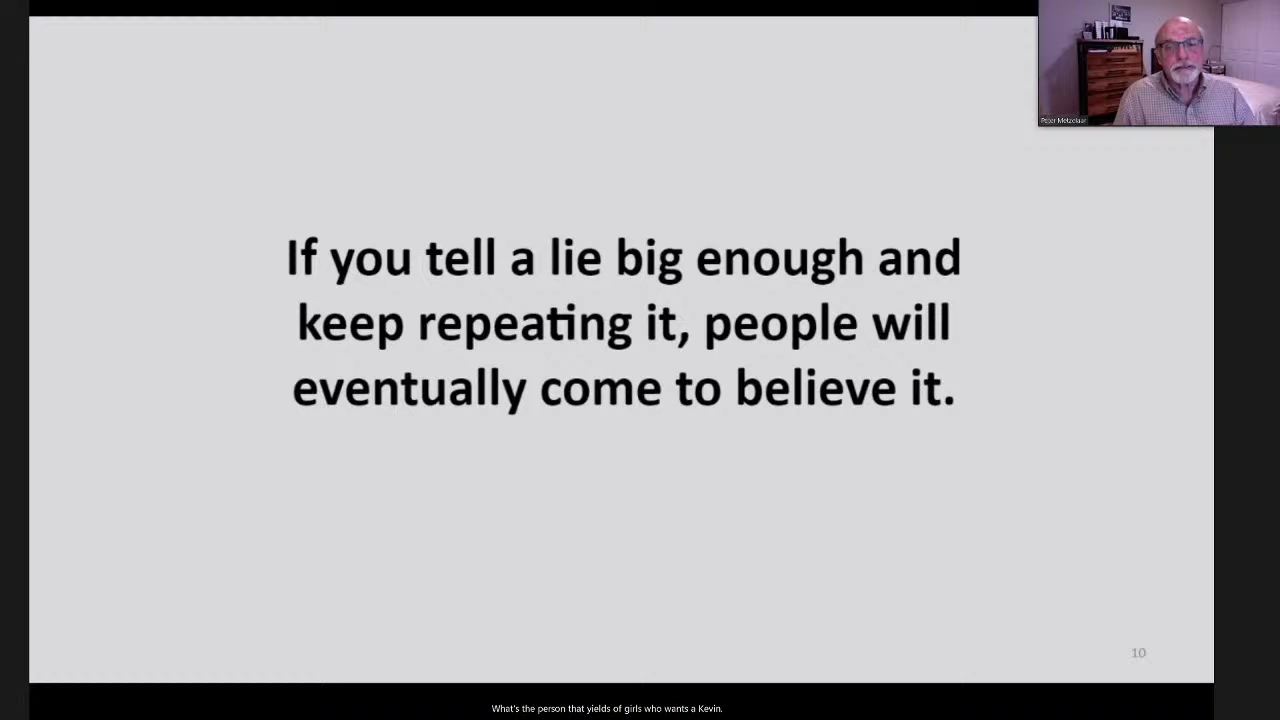 If you tell a lie big enough and
keep repeating it, people will
eventually come to believe it.
10
What's the person that yields of girls who wants a Kevin.